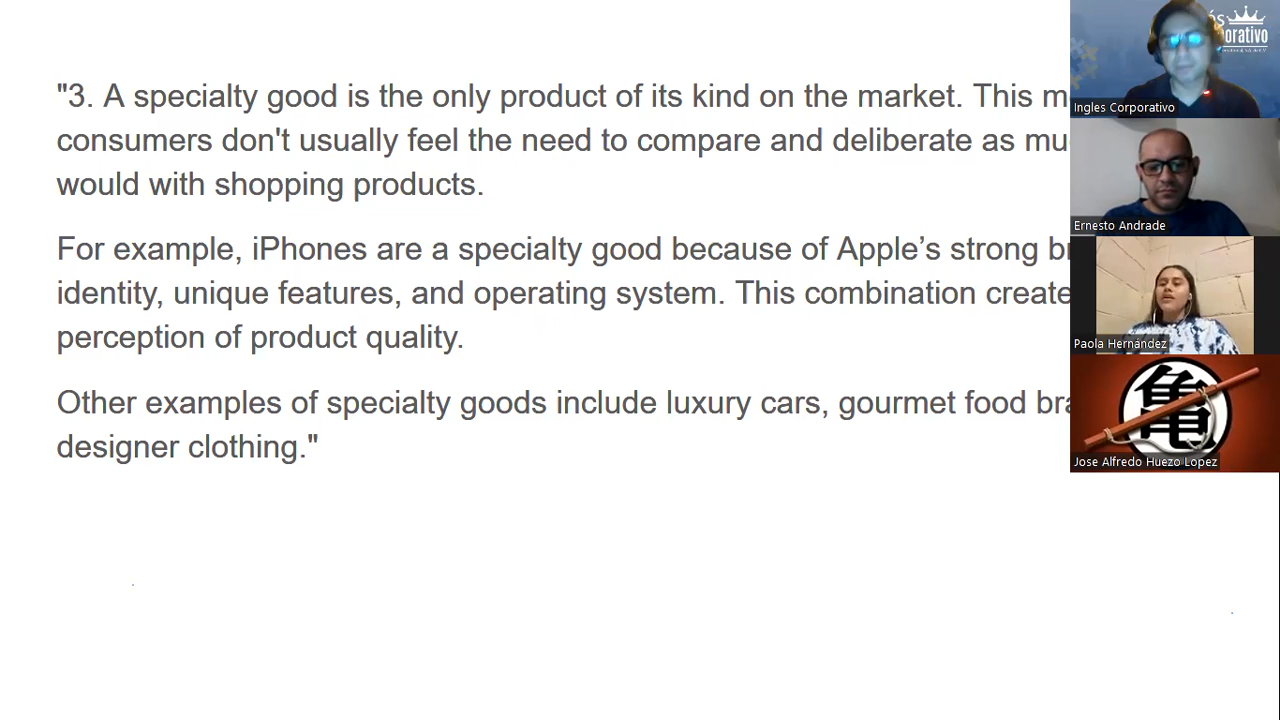 "3. A specialty good is the only product of its kind on the market. This m
consumers don't usually feel the need to compare and deliberate as mu
would with shopping products.
For example, iPhones are a specialty good because of Apple’s strong br
identity, unique features, and operating system. This combination create
perception of product quality.
Other examples of specialty goods include luxury cars, gourmet food bra
designer clothing."
orativo
Ingles Corporativo
Ernesto Andrade
Paola Hernández
亀
Jose Alfredo Huezo Lopez